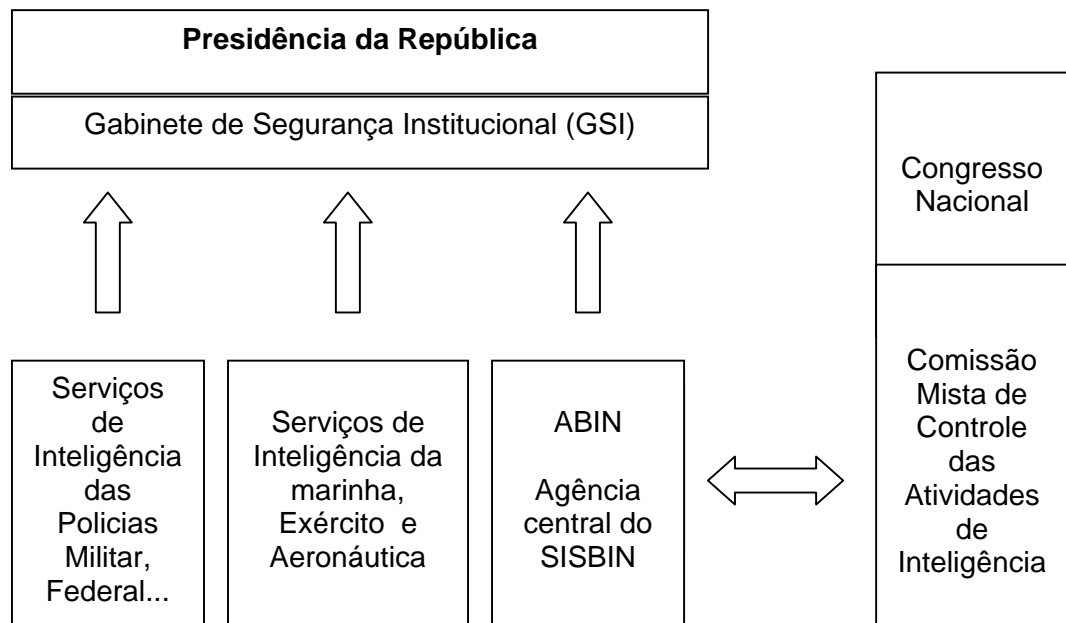 Presidência da República
Gabinete de Segurança Institucional (GSI)
Congresso
Nacional
Serviços
de
Inteligência
das
Policias
Militar,
Federal...
Serviços de
Inteligência da
marinha,
Exército e
Aeronáutica
ABIN
Agência
central do
SISBIN
Comissão
Mista de
Controle
das
Atividades
de
Inteligência